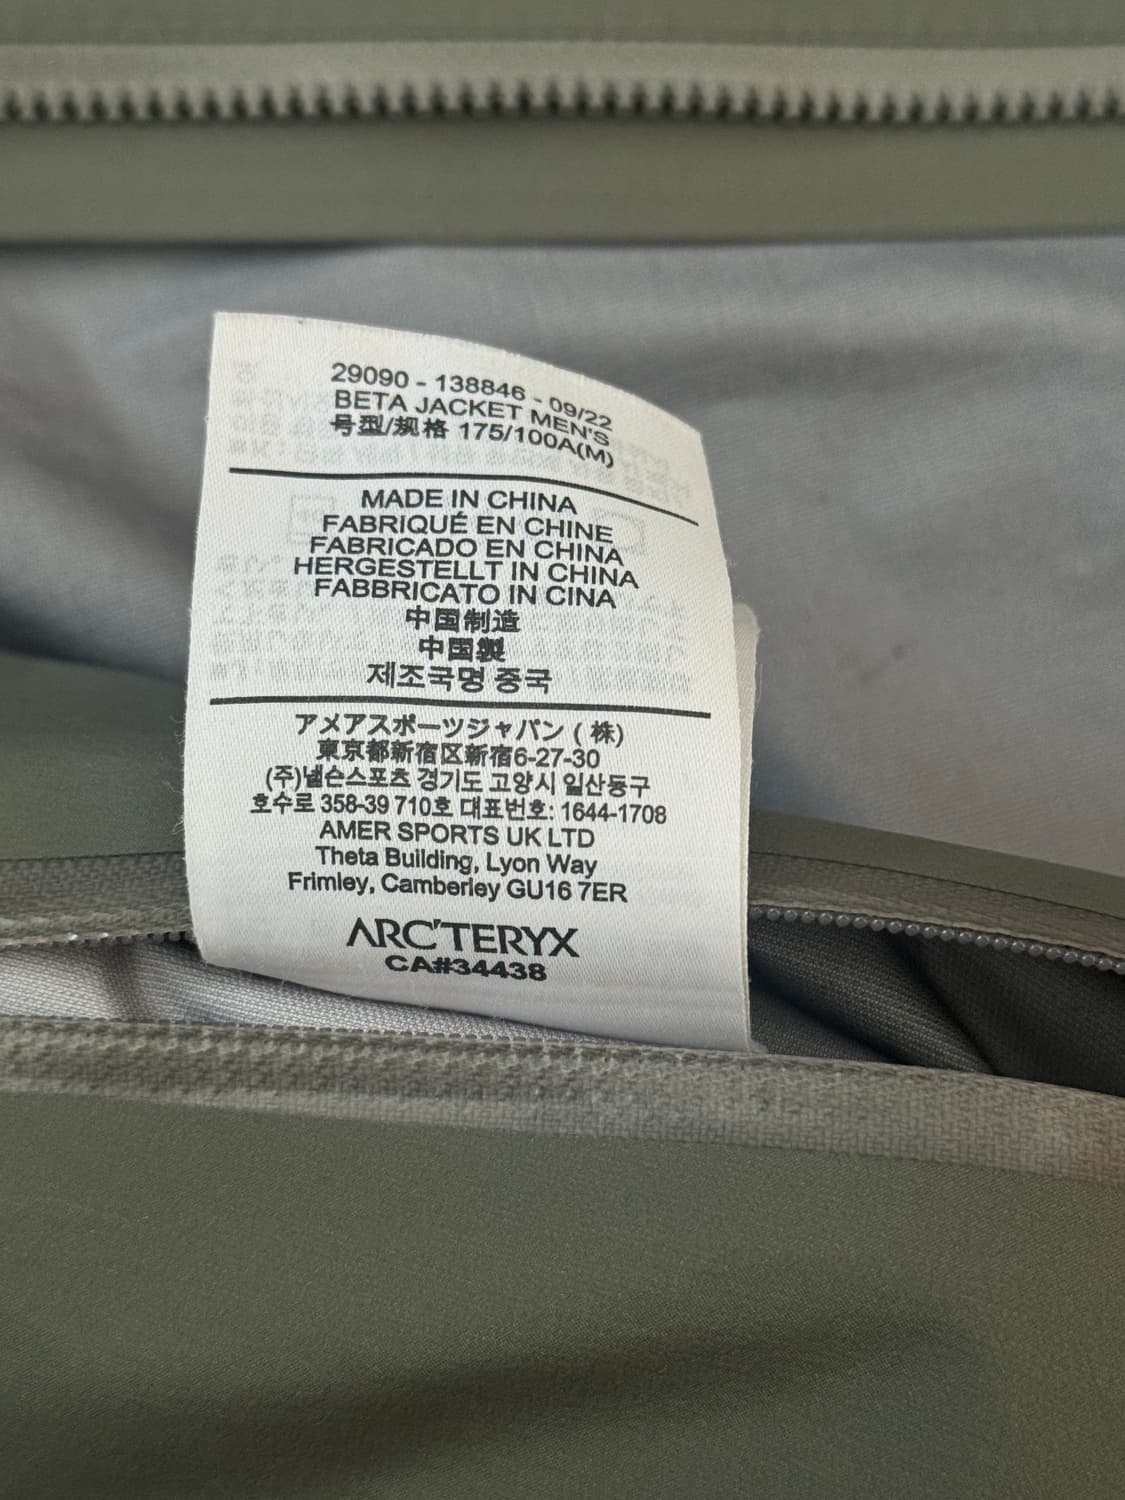 29090 - 138846 - 09/22
BETA JACKET MEN'S
号型/规格 175/100A(M)
MADE IN CHINA
FABRIQUÉ EN CHINE
FABRICADO EN CHINA
HERGESTELLT IN CHINA
FABBRICATO IN CINA
中国制造
中国製
제조국명 중국
アメアスポーツジャパン (株)
東京都新宿区新宿6-27-30
(주)넬슨스포츠 경기도 고양시 일산동구
호수로 358-39 710호 대표번호: 1644-1708
AMER SPORTS UK LTD
Theta Building, Lyon Way
Frimley, Camberley GU16 7ER
ARC'TERYX
CA#34438